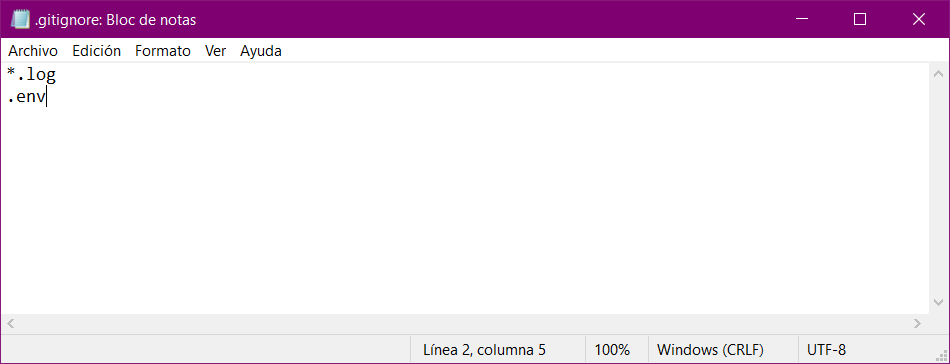 .gitignore: Bloc de notas
Archivo Edición Formato Ver Ayuda
*.log
.env
Línea 2, columna 5 100% Windows (CRLF) UTF-8